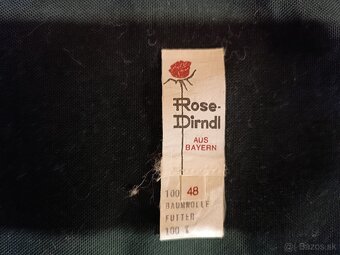 Rose-
Dirndl
AUS
BAYERN
100 48
BAUMWOLLE
FUTTER
100 %
Bazos.sk